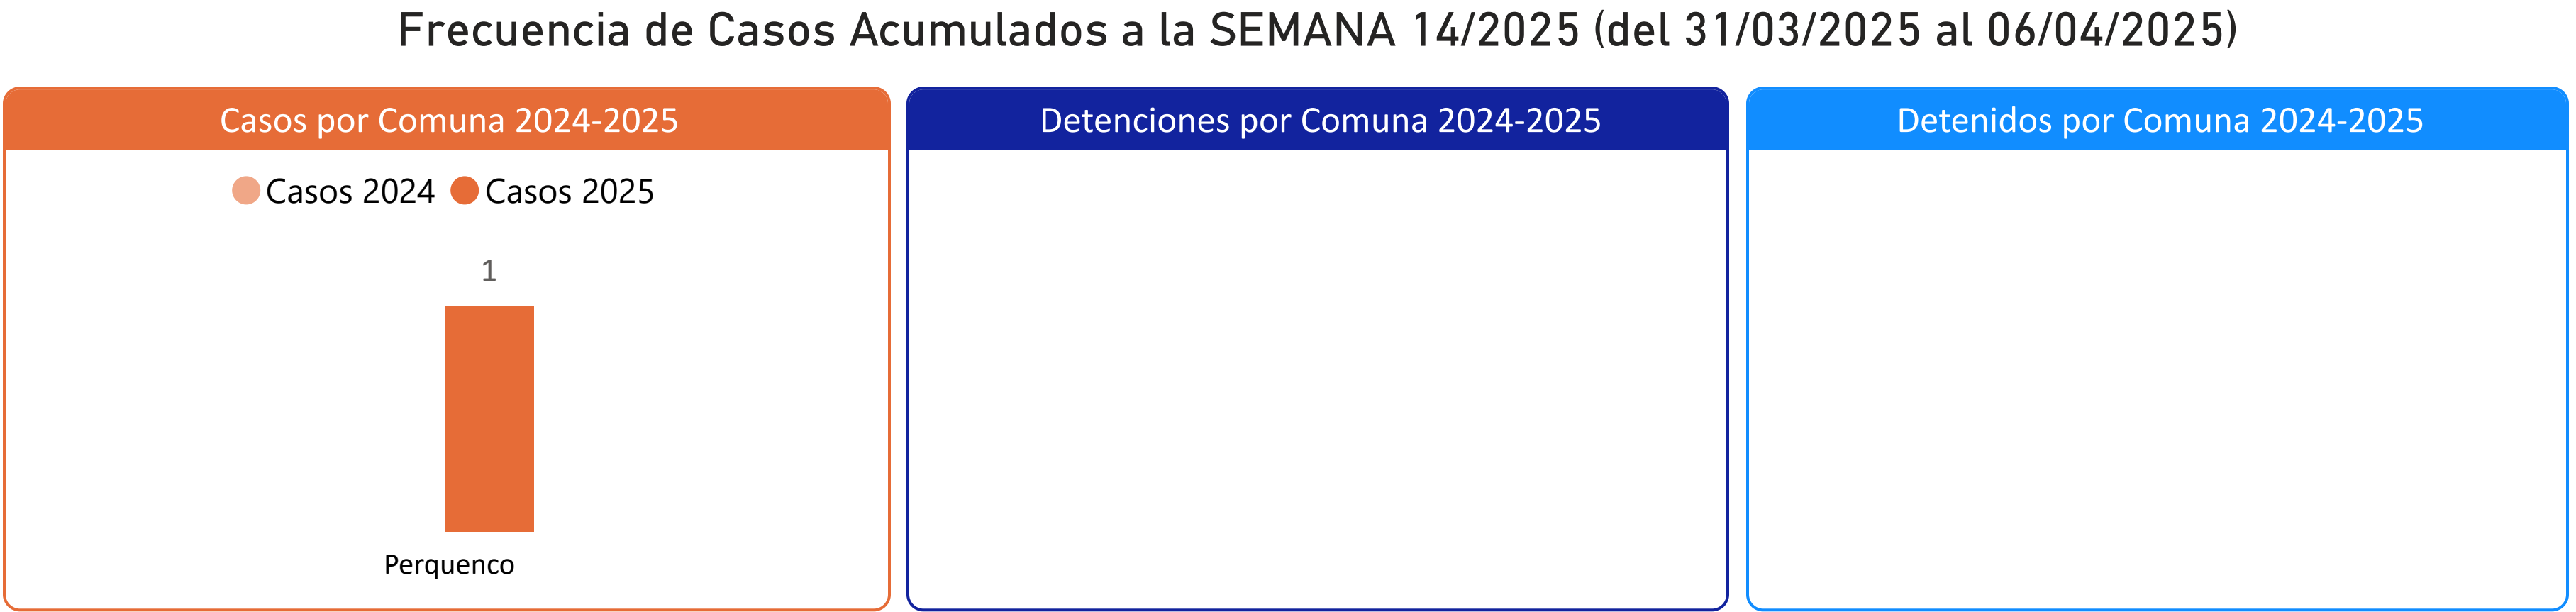 Frecuencia de Casos Acumulados a la SEMANA 14/2025 (del 31/03/2025 al 06/04/2025)
Casos por Comuna 2024-2025
Casos 2024 Casos 2025
1
Perquenco
Detenciones por Comuna 2024-2025
Detenidos por Comuna 2024-2025